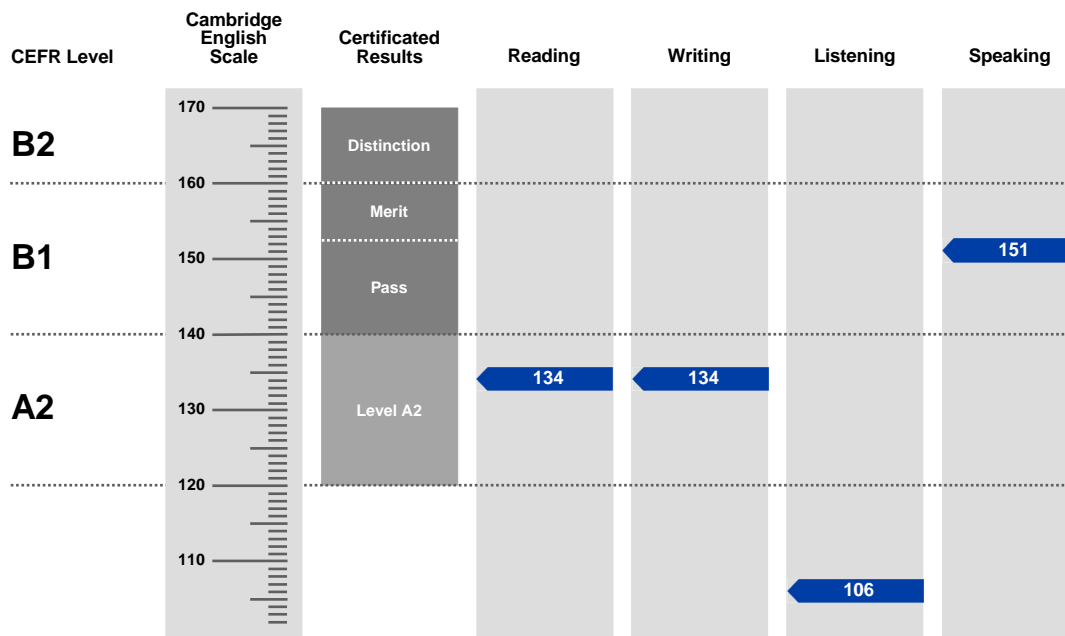 CEFR Level
Cambridge
English
Scale
Certificated
Results
Reading
Writing
Listening
Speaking
170
B2
Distinction
160
Merit
B1
150
151
Pass
140
134
134
A2
130
Level A2
120
110
106